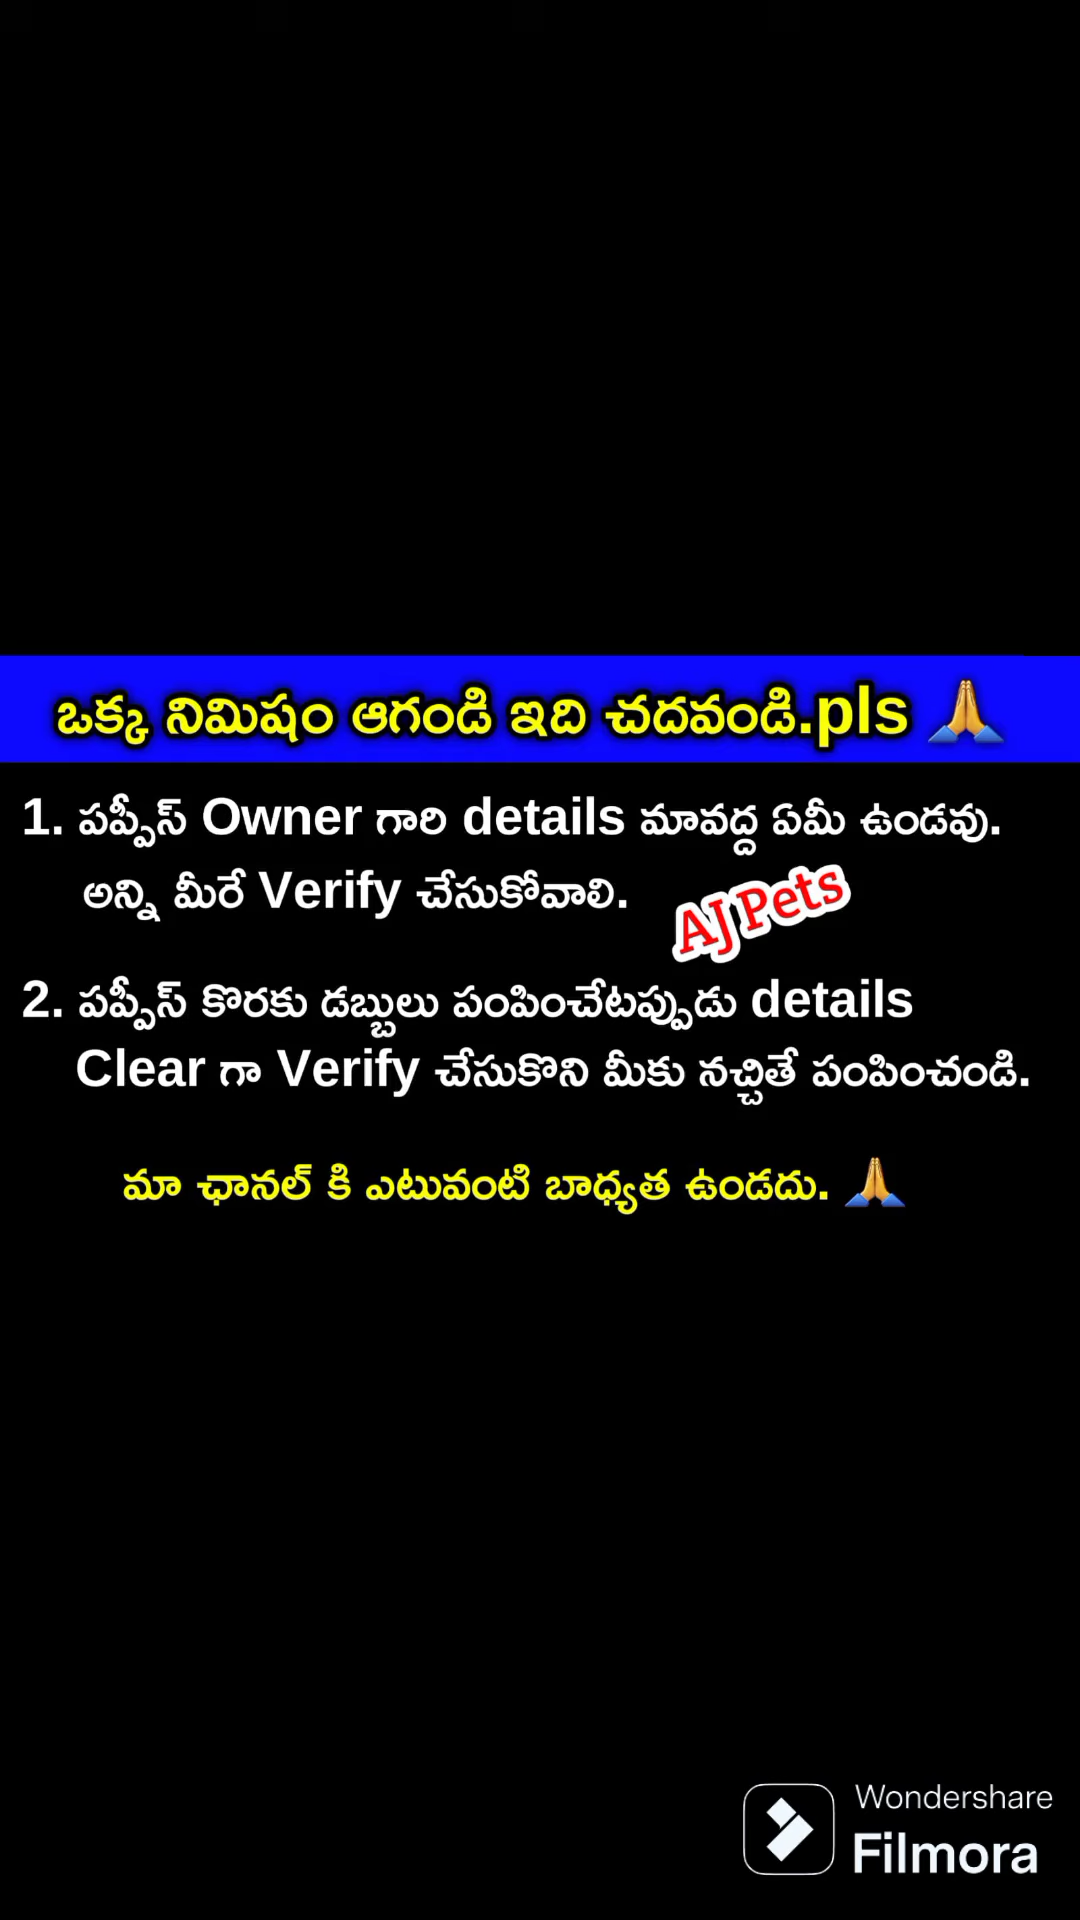 ఒక్క నిమిషం ఆగండి ఇది చదవండి.pls 🙏
1. పప్పీస్ Owner గారి details మావద్ద ఏమీ ఉండవు.
అన్ని మీరే Verify చేసుకోవాలి.
AJ Pets
2. పప్పీస్ కొరకు డబ్బులు పంపించేటప్పుడు details
Clear గా Verify చేసుకొని మీకు నచ్చితే పంపించండి.
మా ఛానల్ కి ఎటువంటి బాధ్యత ఉండదు. 🙏
Wondershare
Filmora